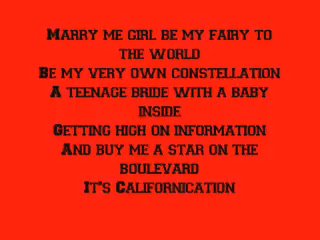 Marry me girl be my fairy to
the world
Be my very own constellation
A teenage bride with a baby
inside
Getting high on information
And buy me a star on the
boulevard
It's Californication